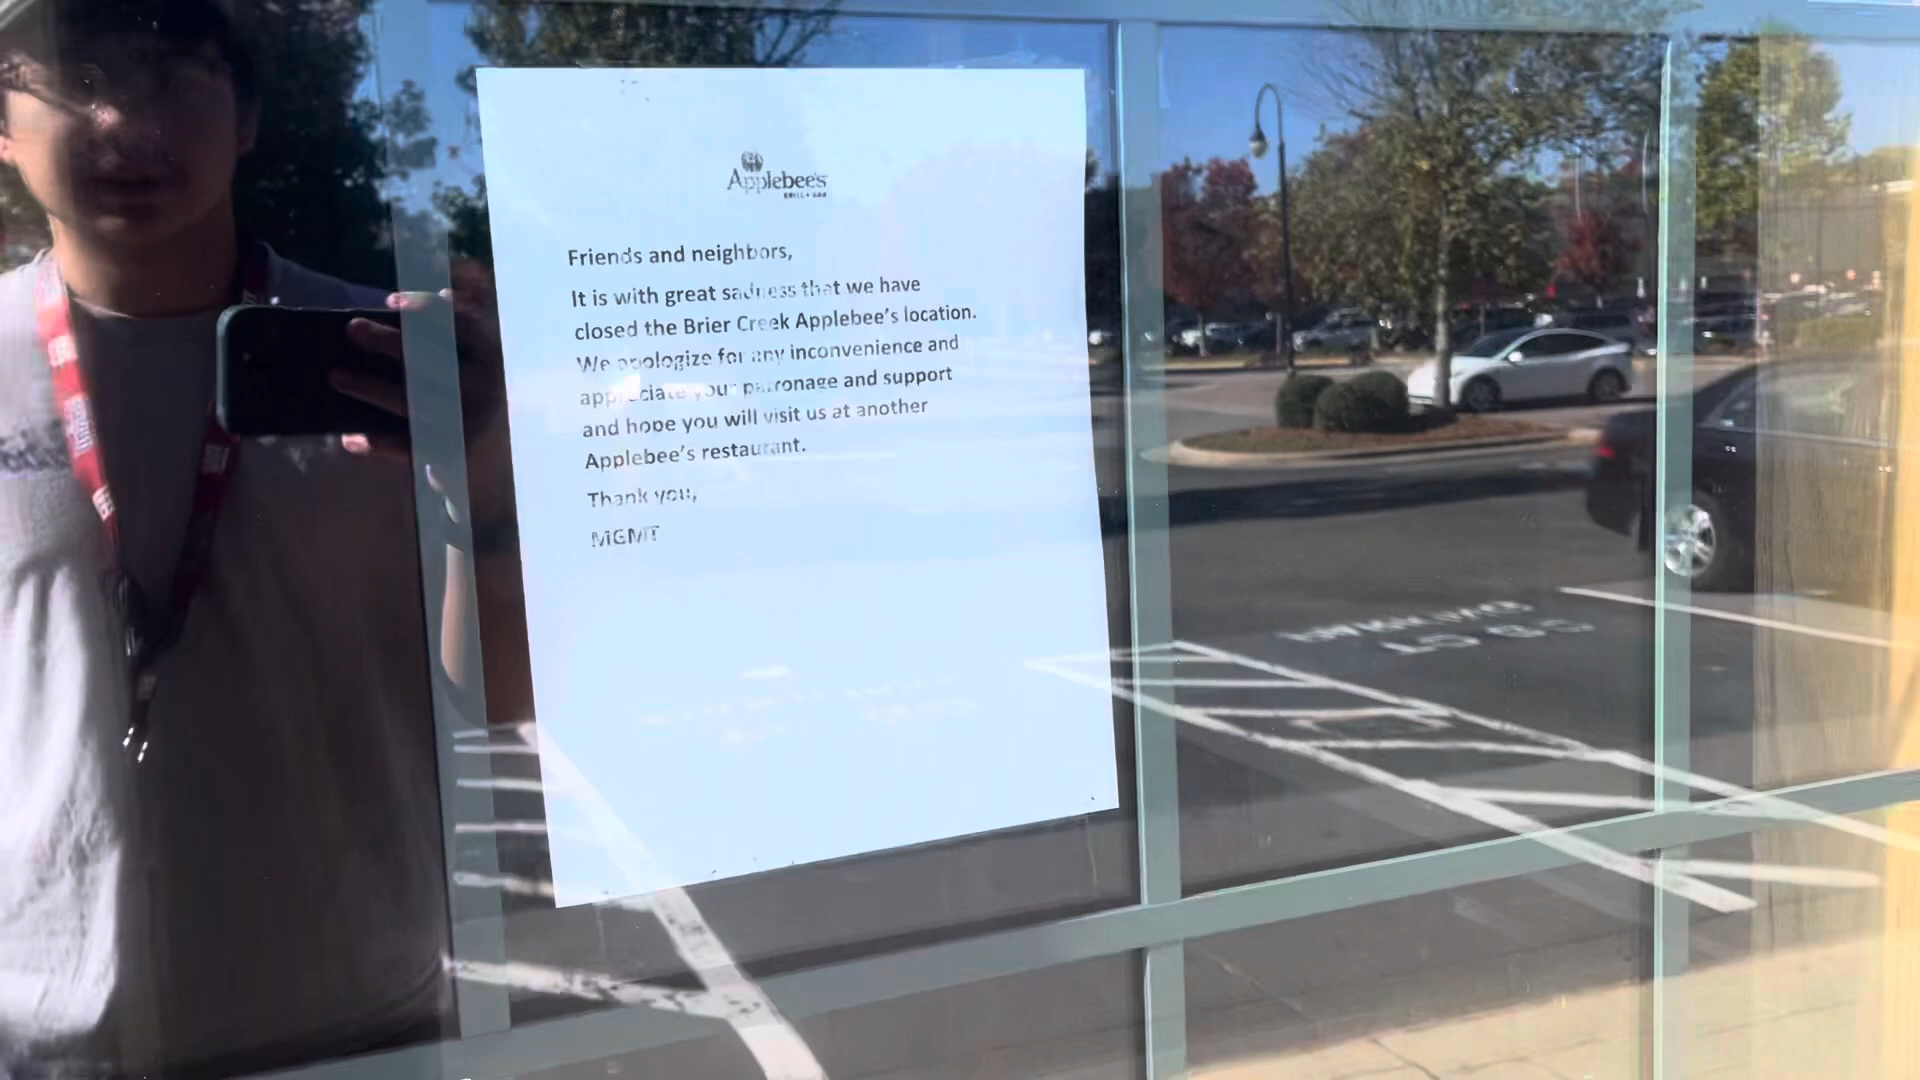 Applebee's
GRILL + BAR
Friends and neighbors,
It is with great sadness that we have
closed the Brier Creek Applebee's location.
We apologize for any inconvenience and
appreciate your patronage and support
and hope you will visit us at another
Applebee's restaurant.
Thank you,
MGMT